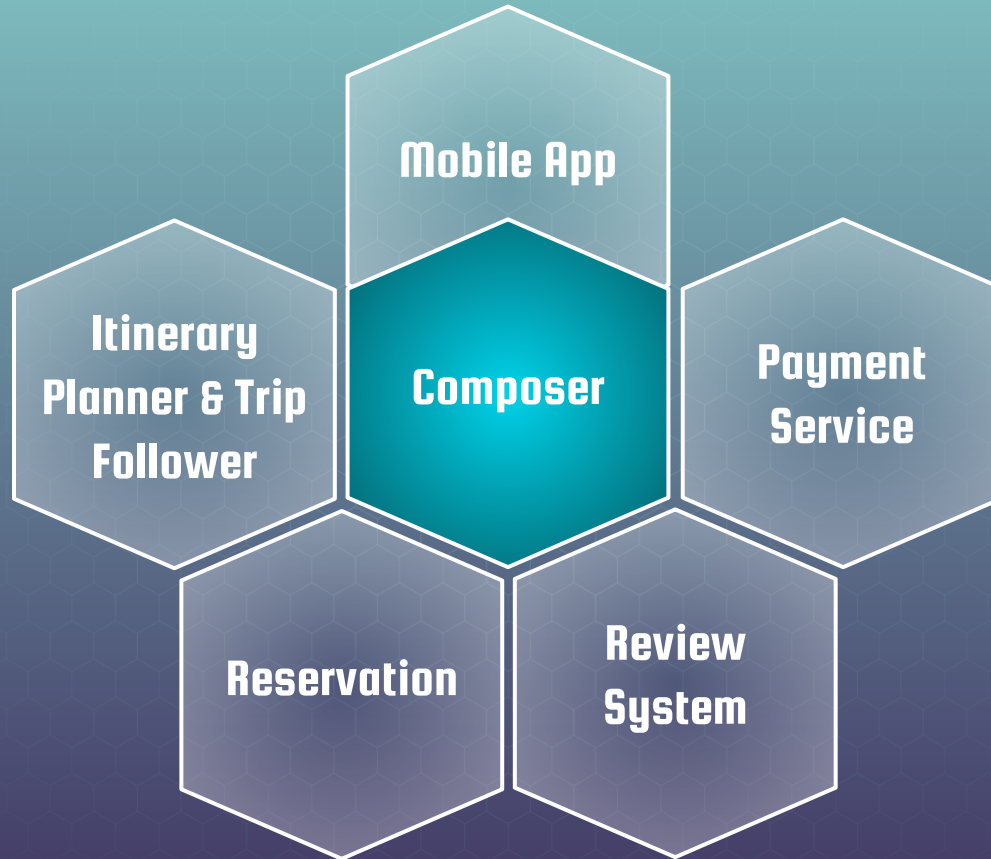 Mobile App
Itinerary
Planner & Trip
Follower
Composer
Payment
Service
Reservation
Review
System